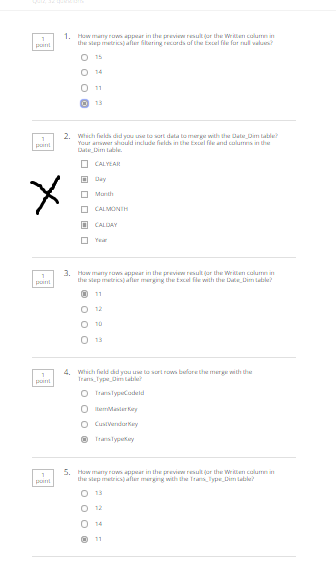 1
point
1. How many rows appear in the preview result (or the Written column in
the step metrics) after filtering records of the Excel file for null values?
15
14
11
13
1
point
2. Which fields did you use to sort data to merge with the Date_Dim table?
Your answer should include fields in the Excel file and columns in the
Date_Dim table.
CALYEAR
Day
Month
CALMONTH
CALDAY
Year
1
point
3. How many rows appear in the preview result (or the Written column in
the step metrics) after merging the Excel file with the Date_Dim table?
11
12
10
13
1
point
4. Which field did you use to sort rows before the merge with the
Trans_Type_Dim table?
TransTypeCodeId
ItemMasterKey
CustVendorKey
TransTypeKey
1
point
5. How many rows appear in the preview result (or the Written column in
the step metrics) after merging with the Trans_Type_Dim table?
13
12
14
11